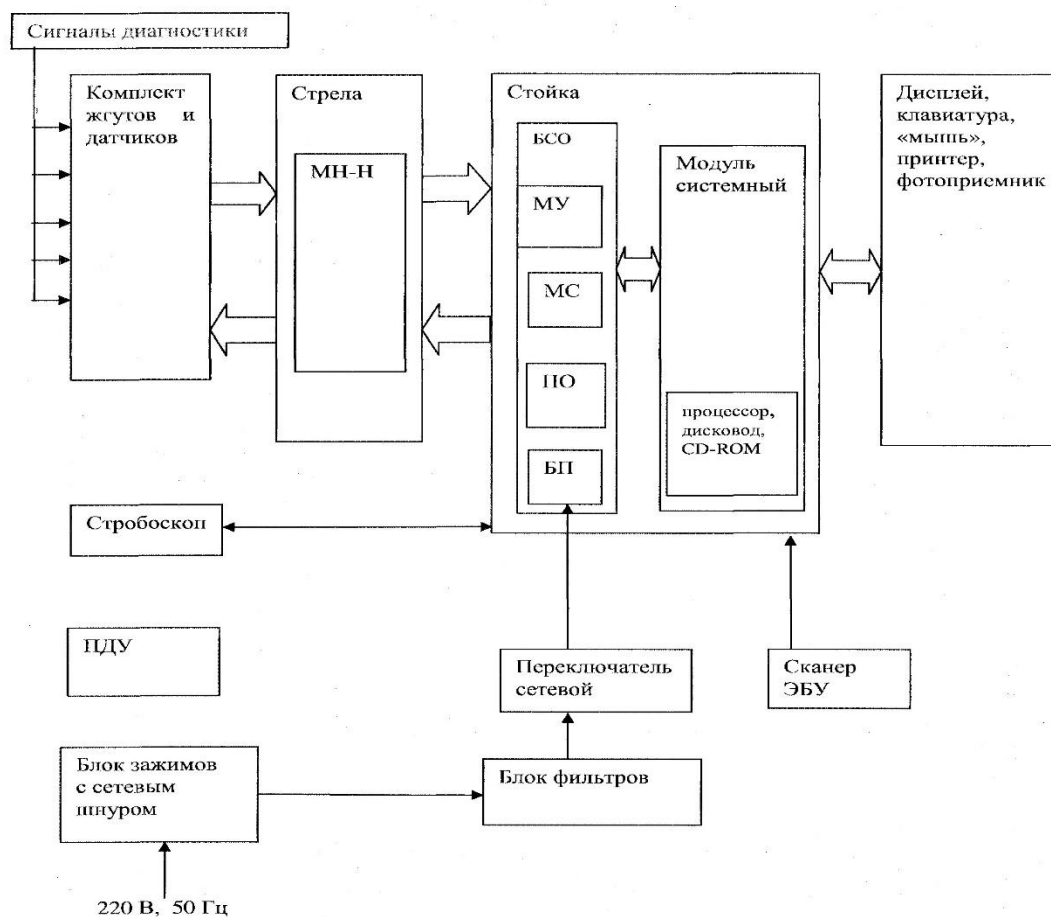 Сигналы диагностики
Комплект
жгутов и
датчиков
Стрела
МН-Н
Стойка
БСО
МУ
МС
ПО
БП
Модуль
системный
процессор,
дисковод,
CD-ROM
Дисплей,
клавиатура,
«мышь»,
принтер,
фотоприемник
Стробоскоп
ПДУ
Переключатель
сетевой
Сканер
ЭБУ
Блок зажимов
с сетевым
шнуром
Блок фильтров
220 В, 50 Гц